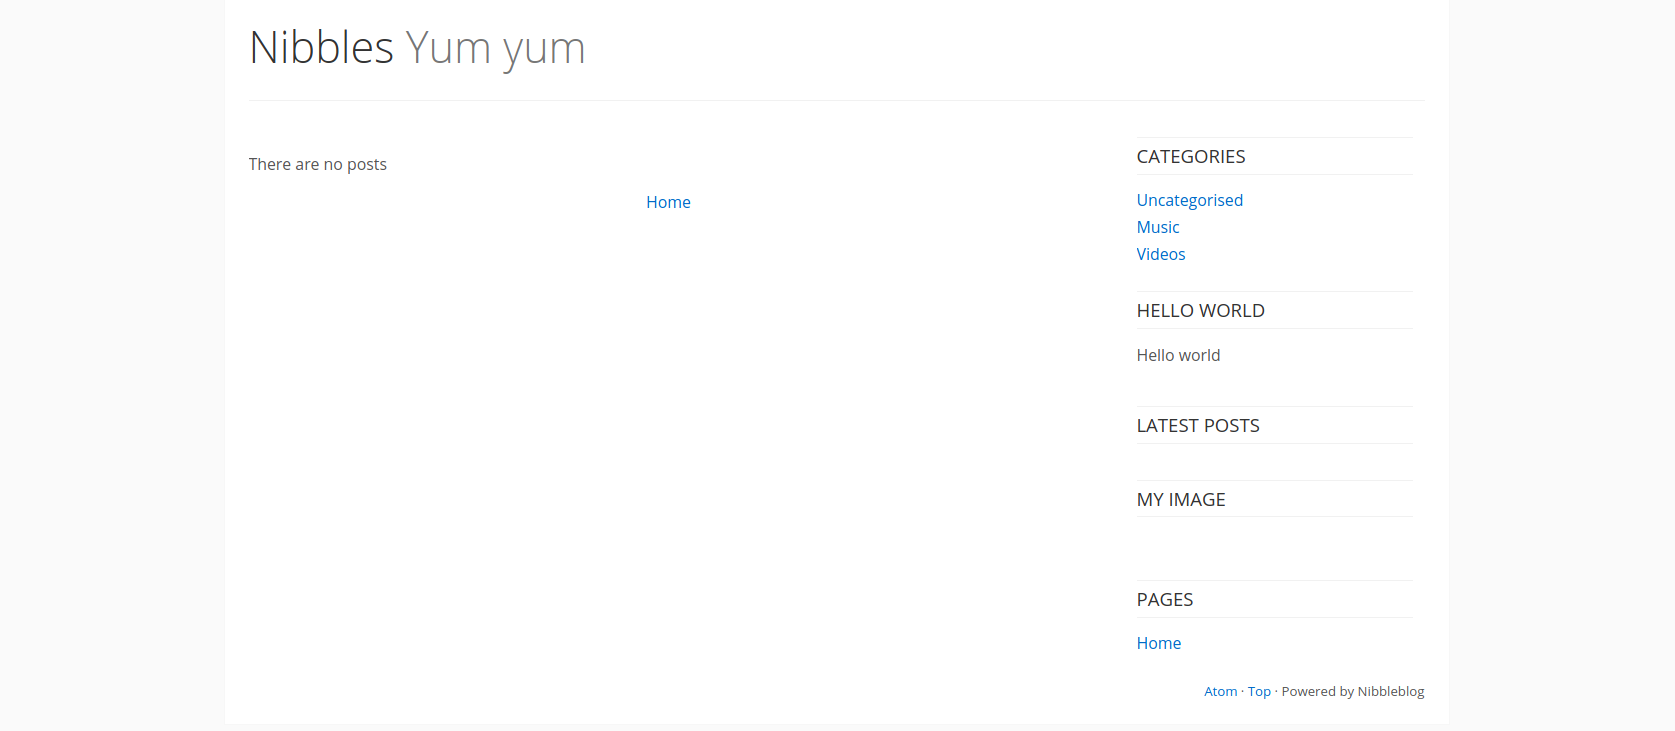 Nibbles Yum yum
There are no posts
Home
CATEGORIES
Uncategorised
Music
Videos
HELLO WORLD
Hello world
LATEST POSTS
MY IMAGE
PAGES
Home
Atom · Top · Powered by Nibbleblog